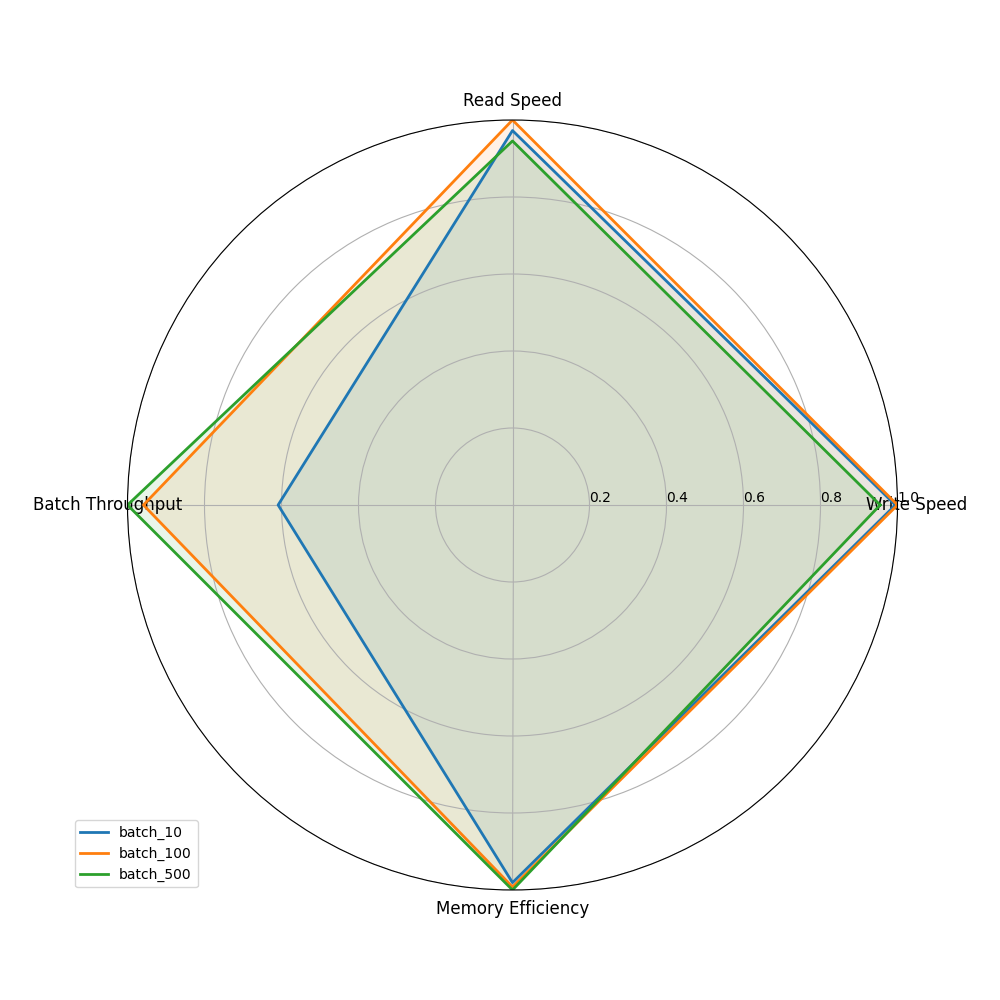 Read Speed
Batch Throughput
0.2
0.4
0.6
0.8
1.0
Write Speed
batch_10
batch_100
batch_500
Memory Efficiency